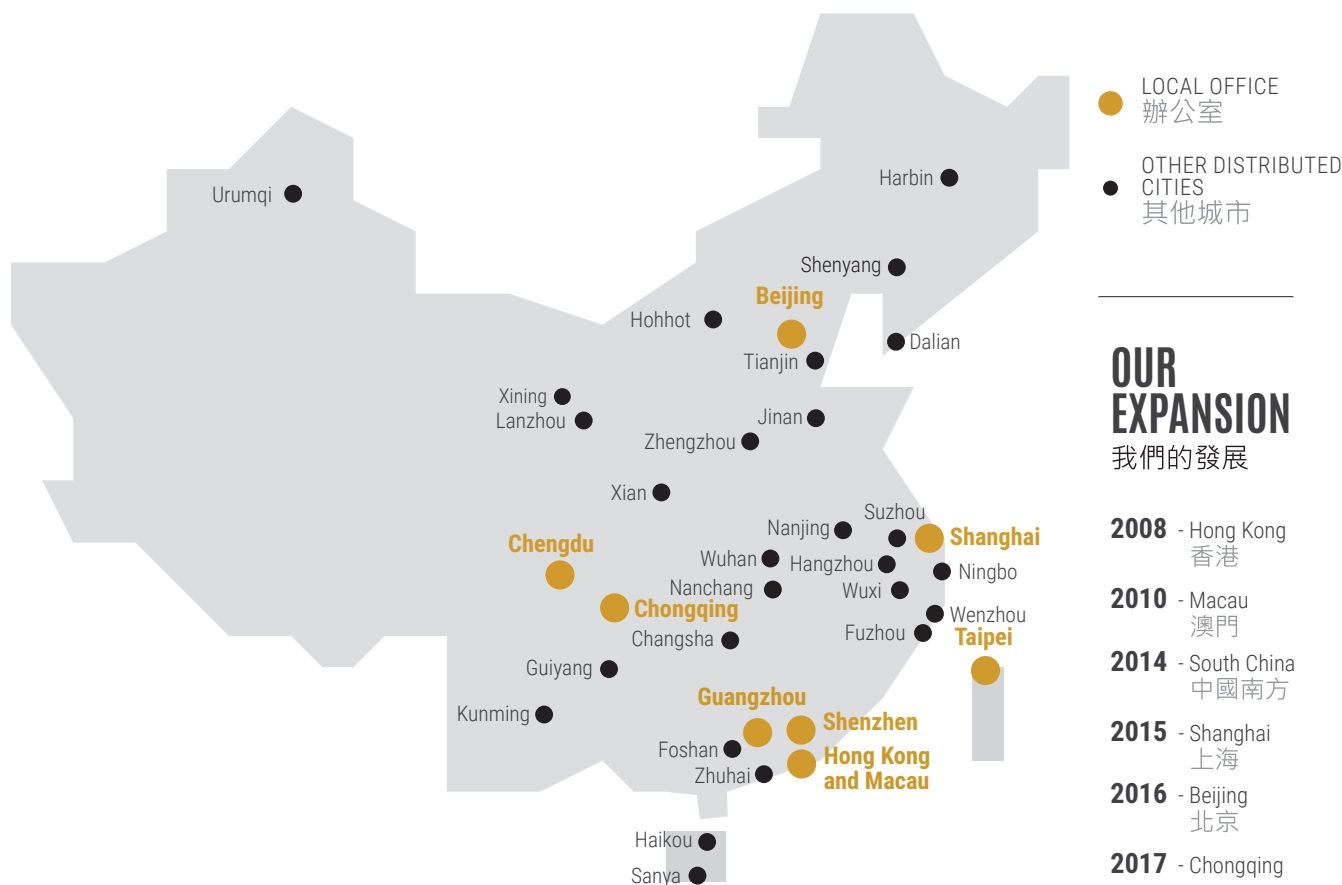 Urumqi
Harbin
Shenyang
Beijing
Hohhot
Dalian
Tianjin
Xining
Lanzhou
Jinan
Zhengzhou
Xian
Suzhou
Nanjing
Shanghai
Chengdu
Wuhan
Hangzhou
Ningbo
Nanchang
Wuxi
Chongqing
Wenzhou
Changsha
Fuzhou
Taipei
Guiyang
Guangzhou
Kunming
Shenzhen
Foshan
Hong Kong
and Macau
Zhuhai
Haikou
Sanya
LOCAL OFFICE
辦公室
OTHER DISTRIBUTED
CITIES
其他城市
OUR
EXPANSION
我們的發展
2008 - Hong Kong
香港
2010 - Macau
澳門
2014 - South China
中國南方
2015 - Shanghai
上海
2016 - Beijing
北京
2017 - Chongqing